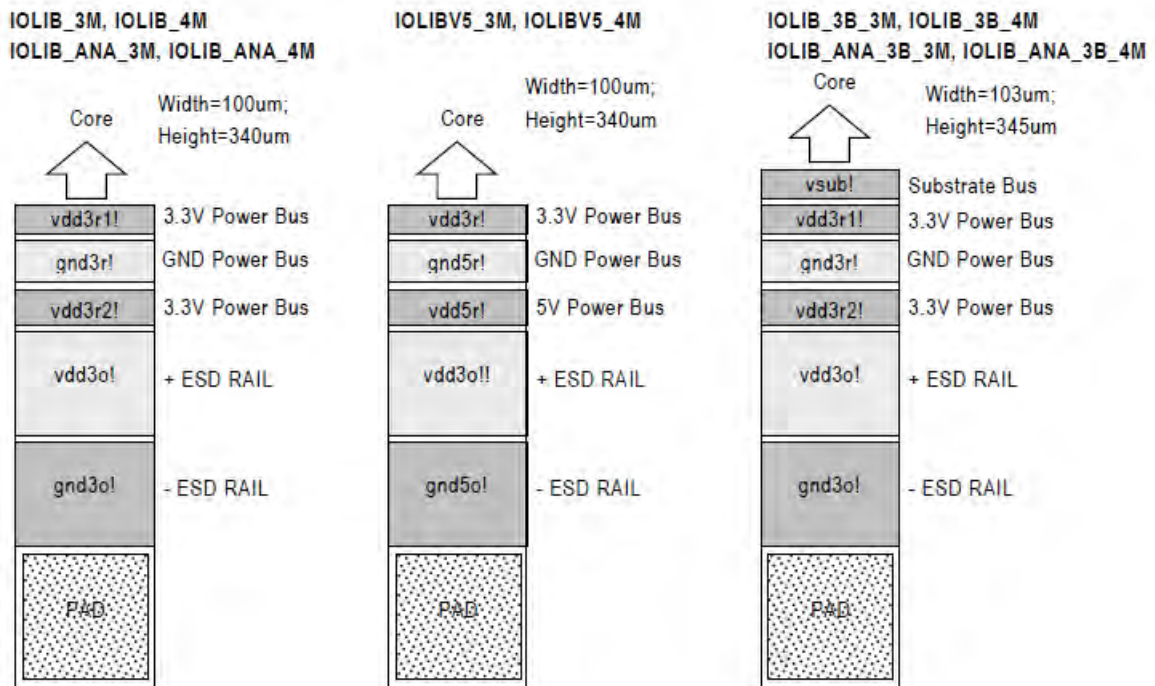 IOLIB_3M, IOLIB_4M
IOLIB_ANA_3M, IOLIB_ANA_4M
Core
Width=100um;
Height=340um
vdd3r1! 3.3V Power Bus
gnd3r! GND Power Bus
vdd3r2! 3.3V Power Bus
vdd3o! + ESD RAIL
gnd3o! - ESD RAIL
PAD
IOLIBV5_3M, IOLIBV5_4M
Core
Width=100um;
Height=340um
vdd3r! 3.3V Power Bus
gnd5r! GND Power Bus
vdd5r! 5V Power Bus
vdd3o!! + ESD RAIL
gnd5o! - ESD RAIL
PAD
IOLIB_3B_3M, IOLIB_3B_4M
IOLIB_ANA_3B_3M, IOLIB_ANA_3B_4M
Core
Width=103um;
Height=345um
vsub! Substrate Bus
vdd3r1! 3.3V Power Bus
gnd3r! GND Power Bus
vdd3r2! 3.3V Power Bus
vdd3o! + ESD RAIL
gnd3o! - ESD RAIL
PAD